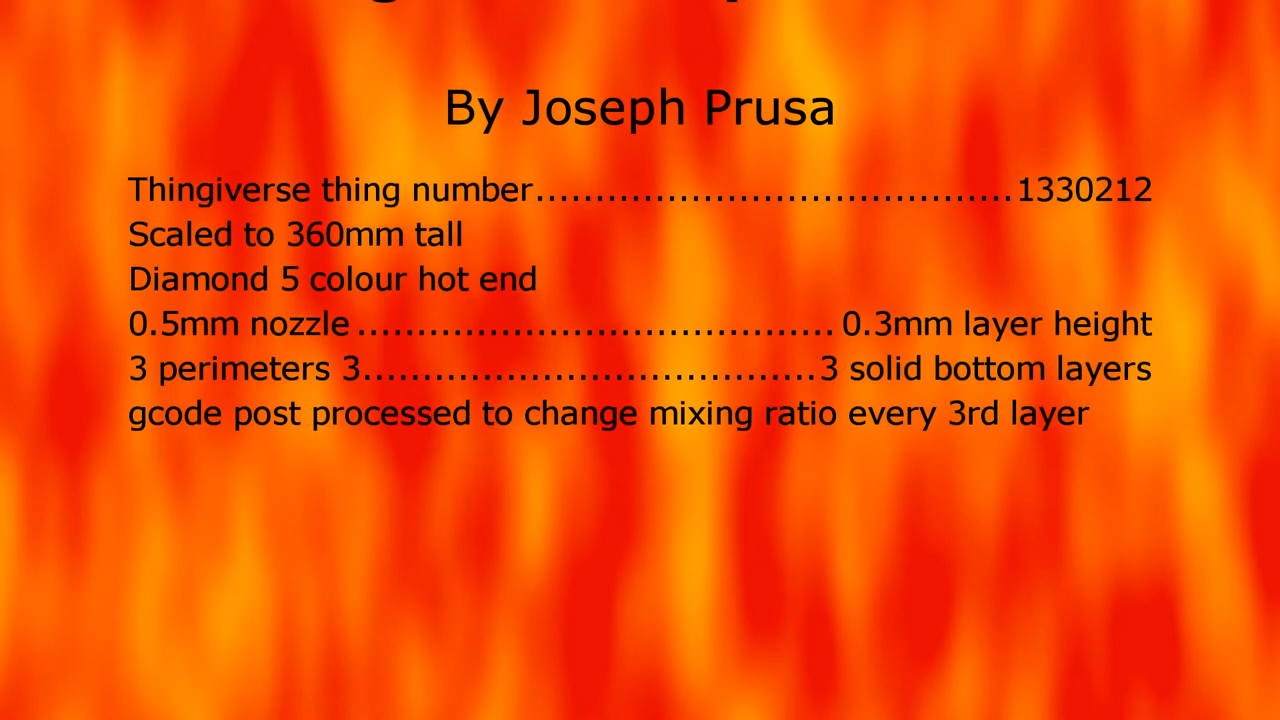 By Joseph Prusa
Thingiverse thing number......................................1330212
Scaled to 360mm tall
Diamond 5 colour hot end
0.5mm nozzle......................................0.3mm layer height
3 perimeters 3....................................3 solid bottom layers
gcode post processed to change mixing ratio every 3rd layer